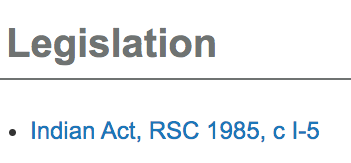 Legislation
• Indian Act, RSC 1985, c I-5